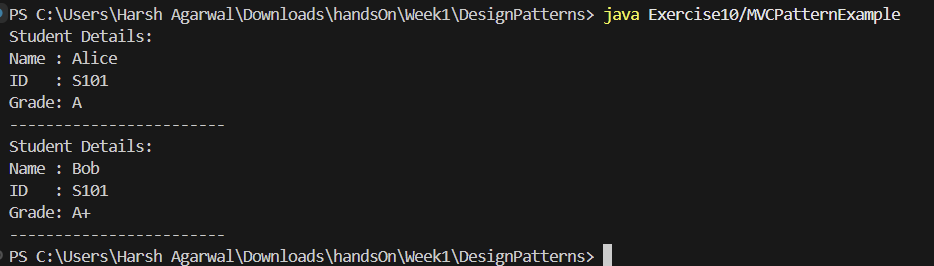 PS C:\Users\Harsh Agarwal\Downloads\handsOn\Week1\DesignPatterns> java Exercise10/MVCPatternExample
Student Details:
Name : Alice
ID   : S101
Grade: A
------------------------
Student Details:
Name : Bob
ID   : S101
Grade: A+
------------------------
PS C:\Users\Harsh Agarwal\Downloads\handsOn\Week1\DesignPatterns>